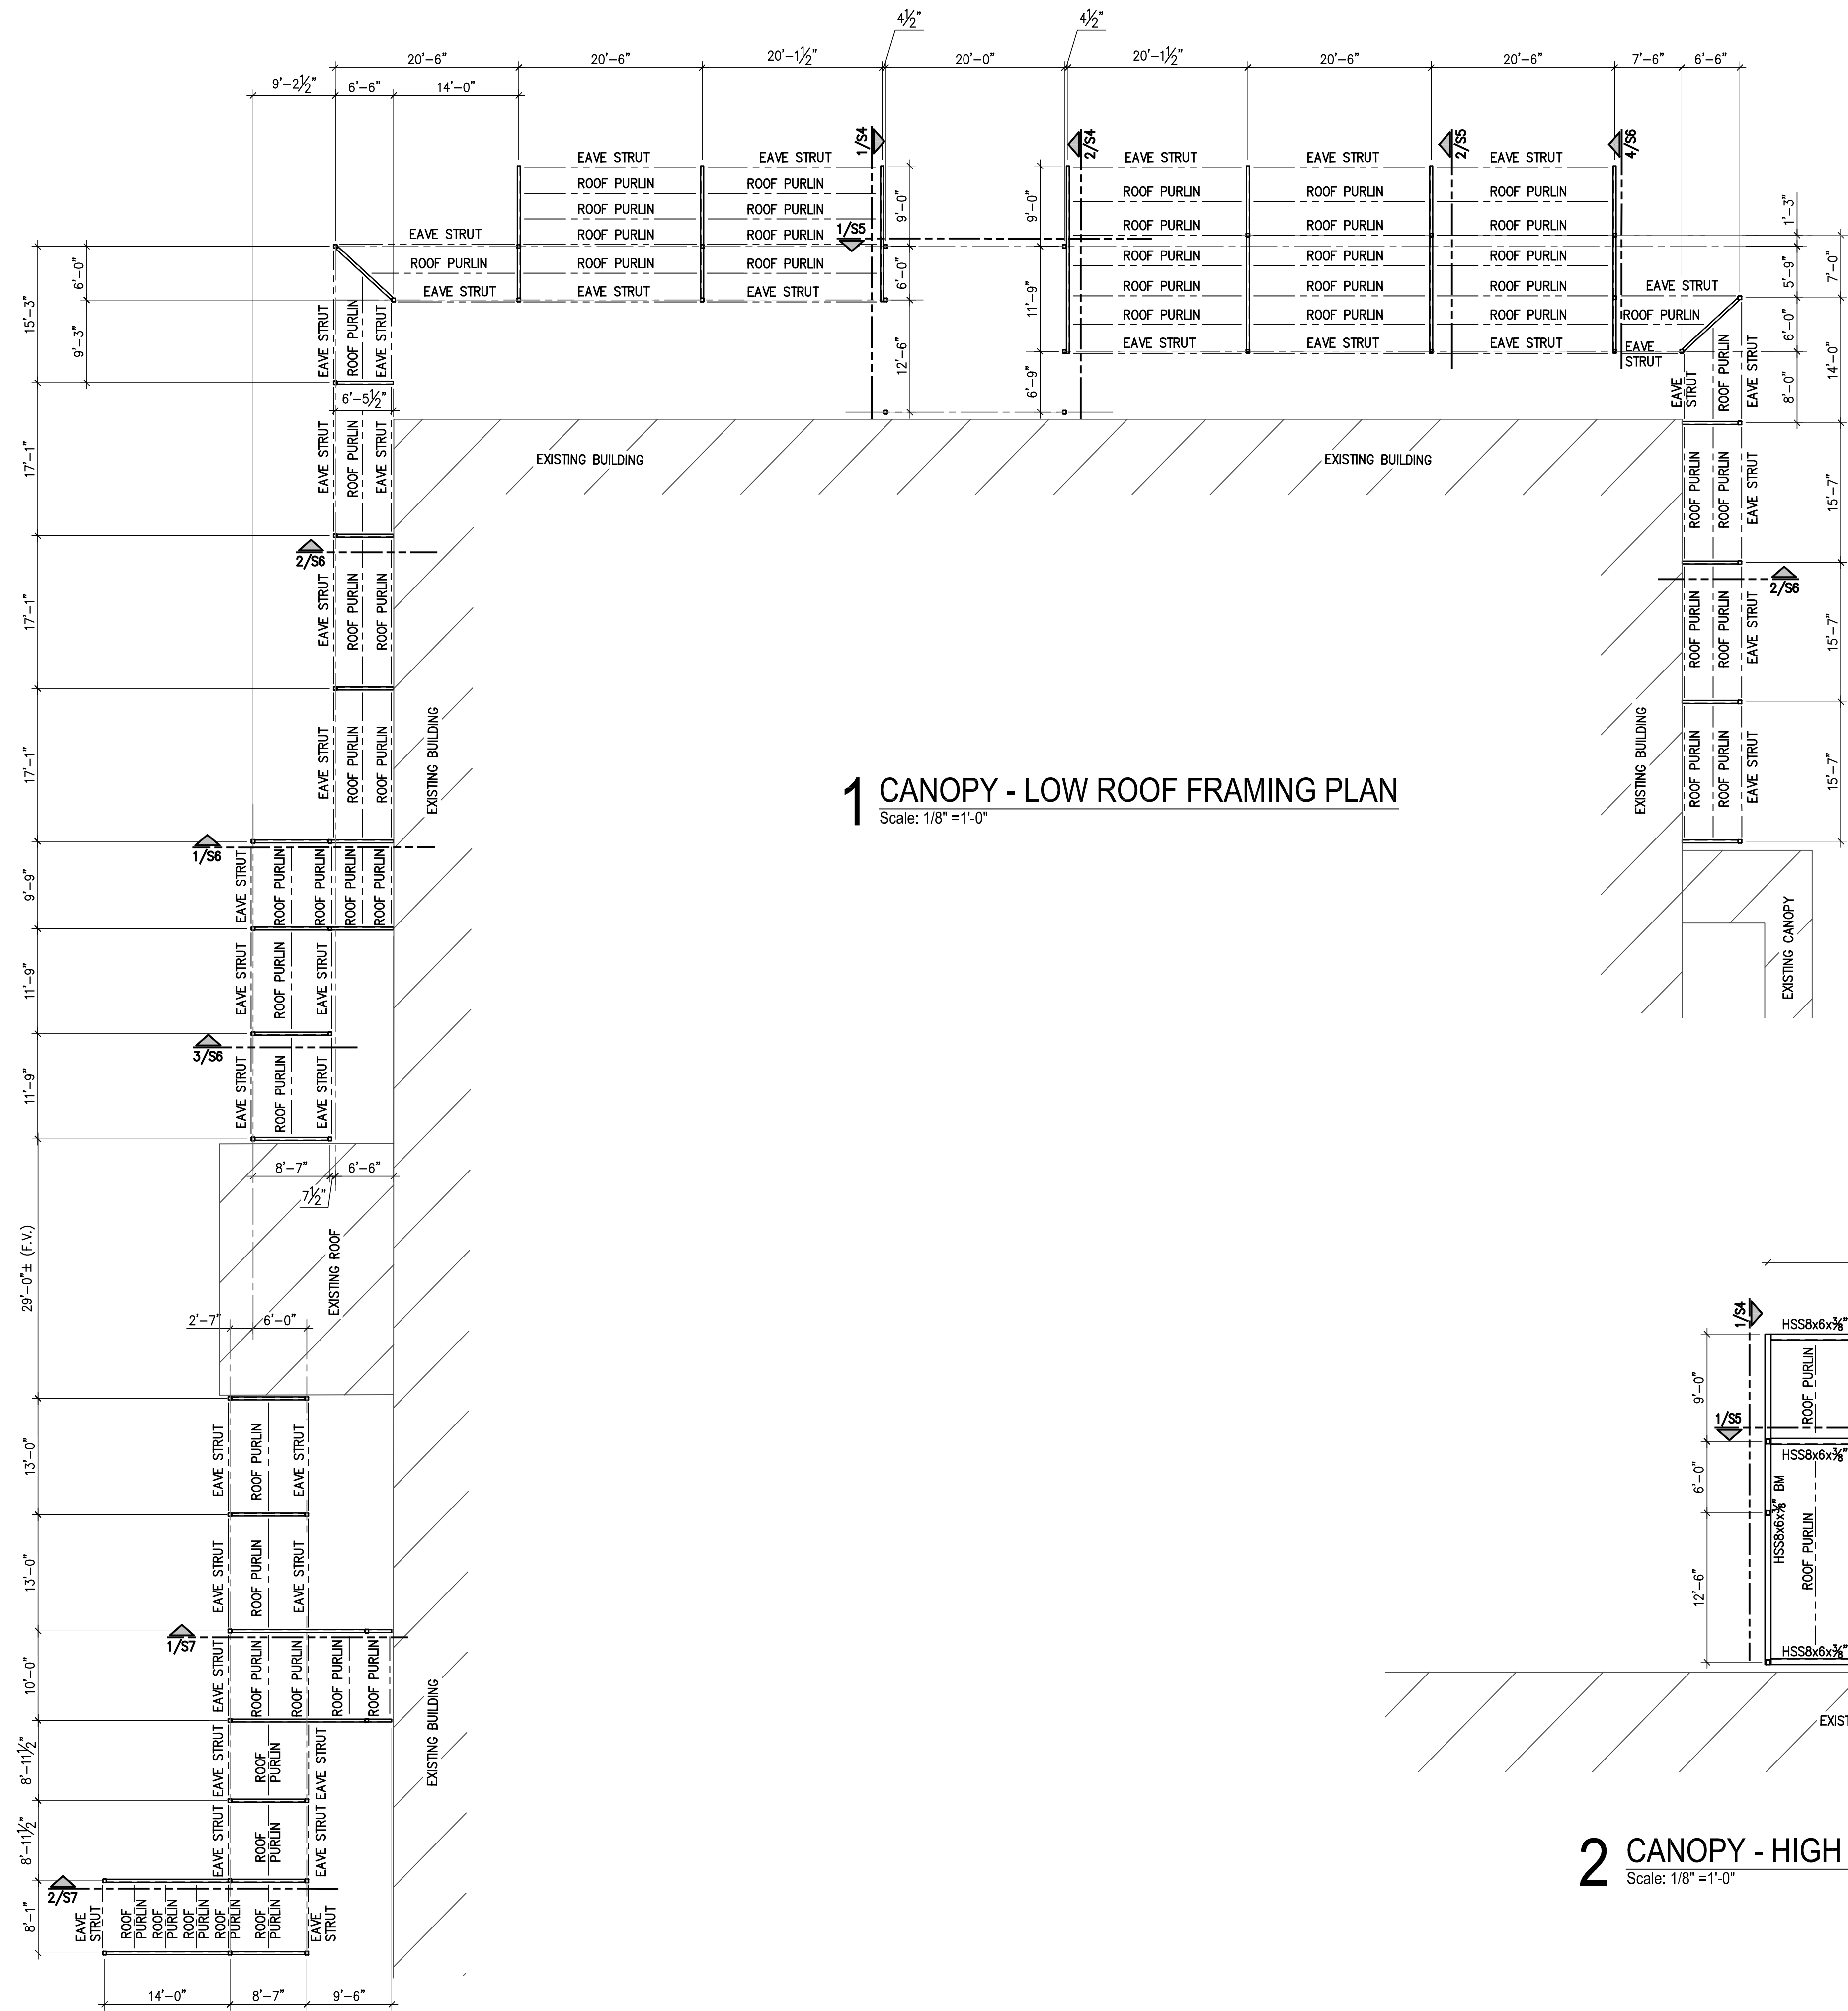 4½"
4½"
20'-6"
20'-6"
20'-1½"
20'-0"
20'-1½"
20'-6"
20'-6"
7'-6"
6'-6"
9'-2½"
6'-6"
14'-0"
1/S4
2/S4
2/S5
4/S6
EAVE STRUT
EAVE STRUT
EAVE STRUT
EAVE STRUT
EAVE STRUT
ROOF PURLIN
ROOF PURLIN
ROOF PURLIN
ROOF PURLIN
ROOF PURLIN
ROOF PURLIN
ROOF PURLIN
9'-0"
9'-0"
1'-3"
EAVE STRUT
ROOF PURLIN
ROOF PURLIN
1/S5
ROOF PURLIN
ROOF PURLIN
ROOF PURLIN
ROOF PURLIN
ROOF PURLIN
ROOF PURLIN
ROOF PURLIN
ROOF PURLIN
ROOF PURLIN
6'-0"
6'-0"
11'-9"
5'-9"
7'-0"
15'-3"
EAVE STRUT
EAVE STRUT
EAVE STRUT
ROOF PURLIN
ROOF PURLIN
ROOF PURLIN
EAVE STRUT
ROOF PURLIN
ROOF PURLIN
ROOF PURLIN
ROOF PURLIN
EAVE STRUT
EAVE STRUT
EAVE STRUT
EAVE
STRUT
6'-0"
9'-3"
EAVE STRUT
ROOF PURLIN
EAVE STRUT
12'-6"
6'-9"
EAVE
STRUT
ROOF PURLIN
EAVE STRUT
8'-0"
14'-0"
6'-5½"
17'-1"
EAVE STRUT
ROOF PURLIN
EAVE STRUT
EXISTING BUILDING
EXISTING BUILDING
ROOF PURLIN
ROOF PURLIN
EAVE STRUT
15'-7"
2/S6
2/S6
17'-1"
EAVE STRUT
ROOF PURLIN
ROOF PURLIN
ROOF PURLIN
ROOF PURLIN
EAVE STRUT
15'-7"
17'-1"
EAVE STRUT
ROOF PURLIN
ROOF PURLIN
EXISTING BUILDING
EXISTING BUILDING
ROOF PURLIN
ROOF PURLIN
EAVE STRUT
15'-7"
1 CANOPY - LOW ROOF FRAMING PLAN
Scale: 1/8" =1'-0"
1/S6
9'-9"
EAVE STRUT
ROOF PURLIN
ROOF PURLIN
ROOF PURLIN
ROOF PURLIN
EXISTING CANOPY
11'-9"
EAVE STRUT
ROOF PURLIN
EAVE STRUT
3/S6
11'-9"
EAVE STRUT
ROOF PURLIN
EAVE STRUT
8'-7"
6'-6"
7½"
29'-0"± (F.V.)
EXISTING ROOF
2'-7"
6'-0"
13'-0"
EAVE STRUT
ROOF PURLIN
EAVE STRUT
13'-0"
EAVE STRUT
ROOF PURLIN
EAVE STRUT
1/S7
10'-0"
EAVE STRUT
ROOF PURLIN
ROOF PURLIN
ROOF PURLIN
ROOF PURLIN
EXISTING BUILDING
8'-11½"
EAVE STRUT
ROOF
PURLIN
EAVE STRUT
8'-11½"
EAVE STRUT
ROOF
PURLIN
EAVE STRUT
2/S7
8'-1"
EAVE
STRUT
ROOF
PURLIN
ROOF
PURLIN
ROOF
PURLIN
ROOF
PURLIN
ROOF
PURLIN
EAVE
STRUT
14'-0"
8'-7"
9'-6"
1/S4
HSS8x6x⅜"
9'-0"
ROOF PURLIN
1/S5
HSS8x6x⅜"
6'-0"
HSS8x6x⅜" BM
ROOF PURLIN
12'-6"
HSS8x6x⅜"
EXIST
2 CANOPY - HIGH
Scale: 1/8" =1'-0"